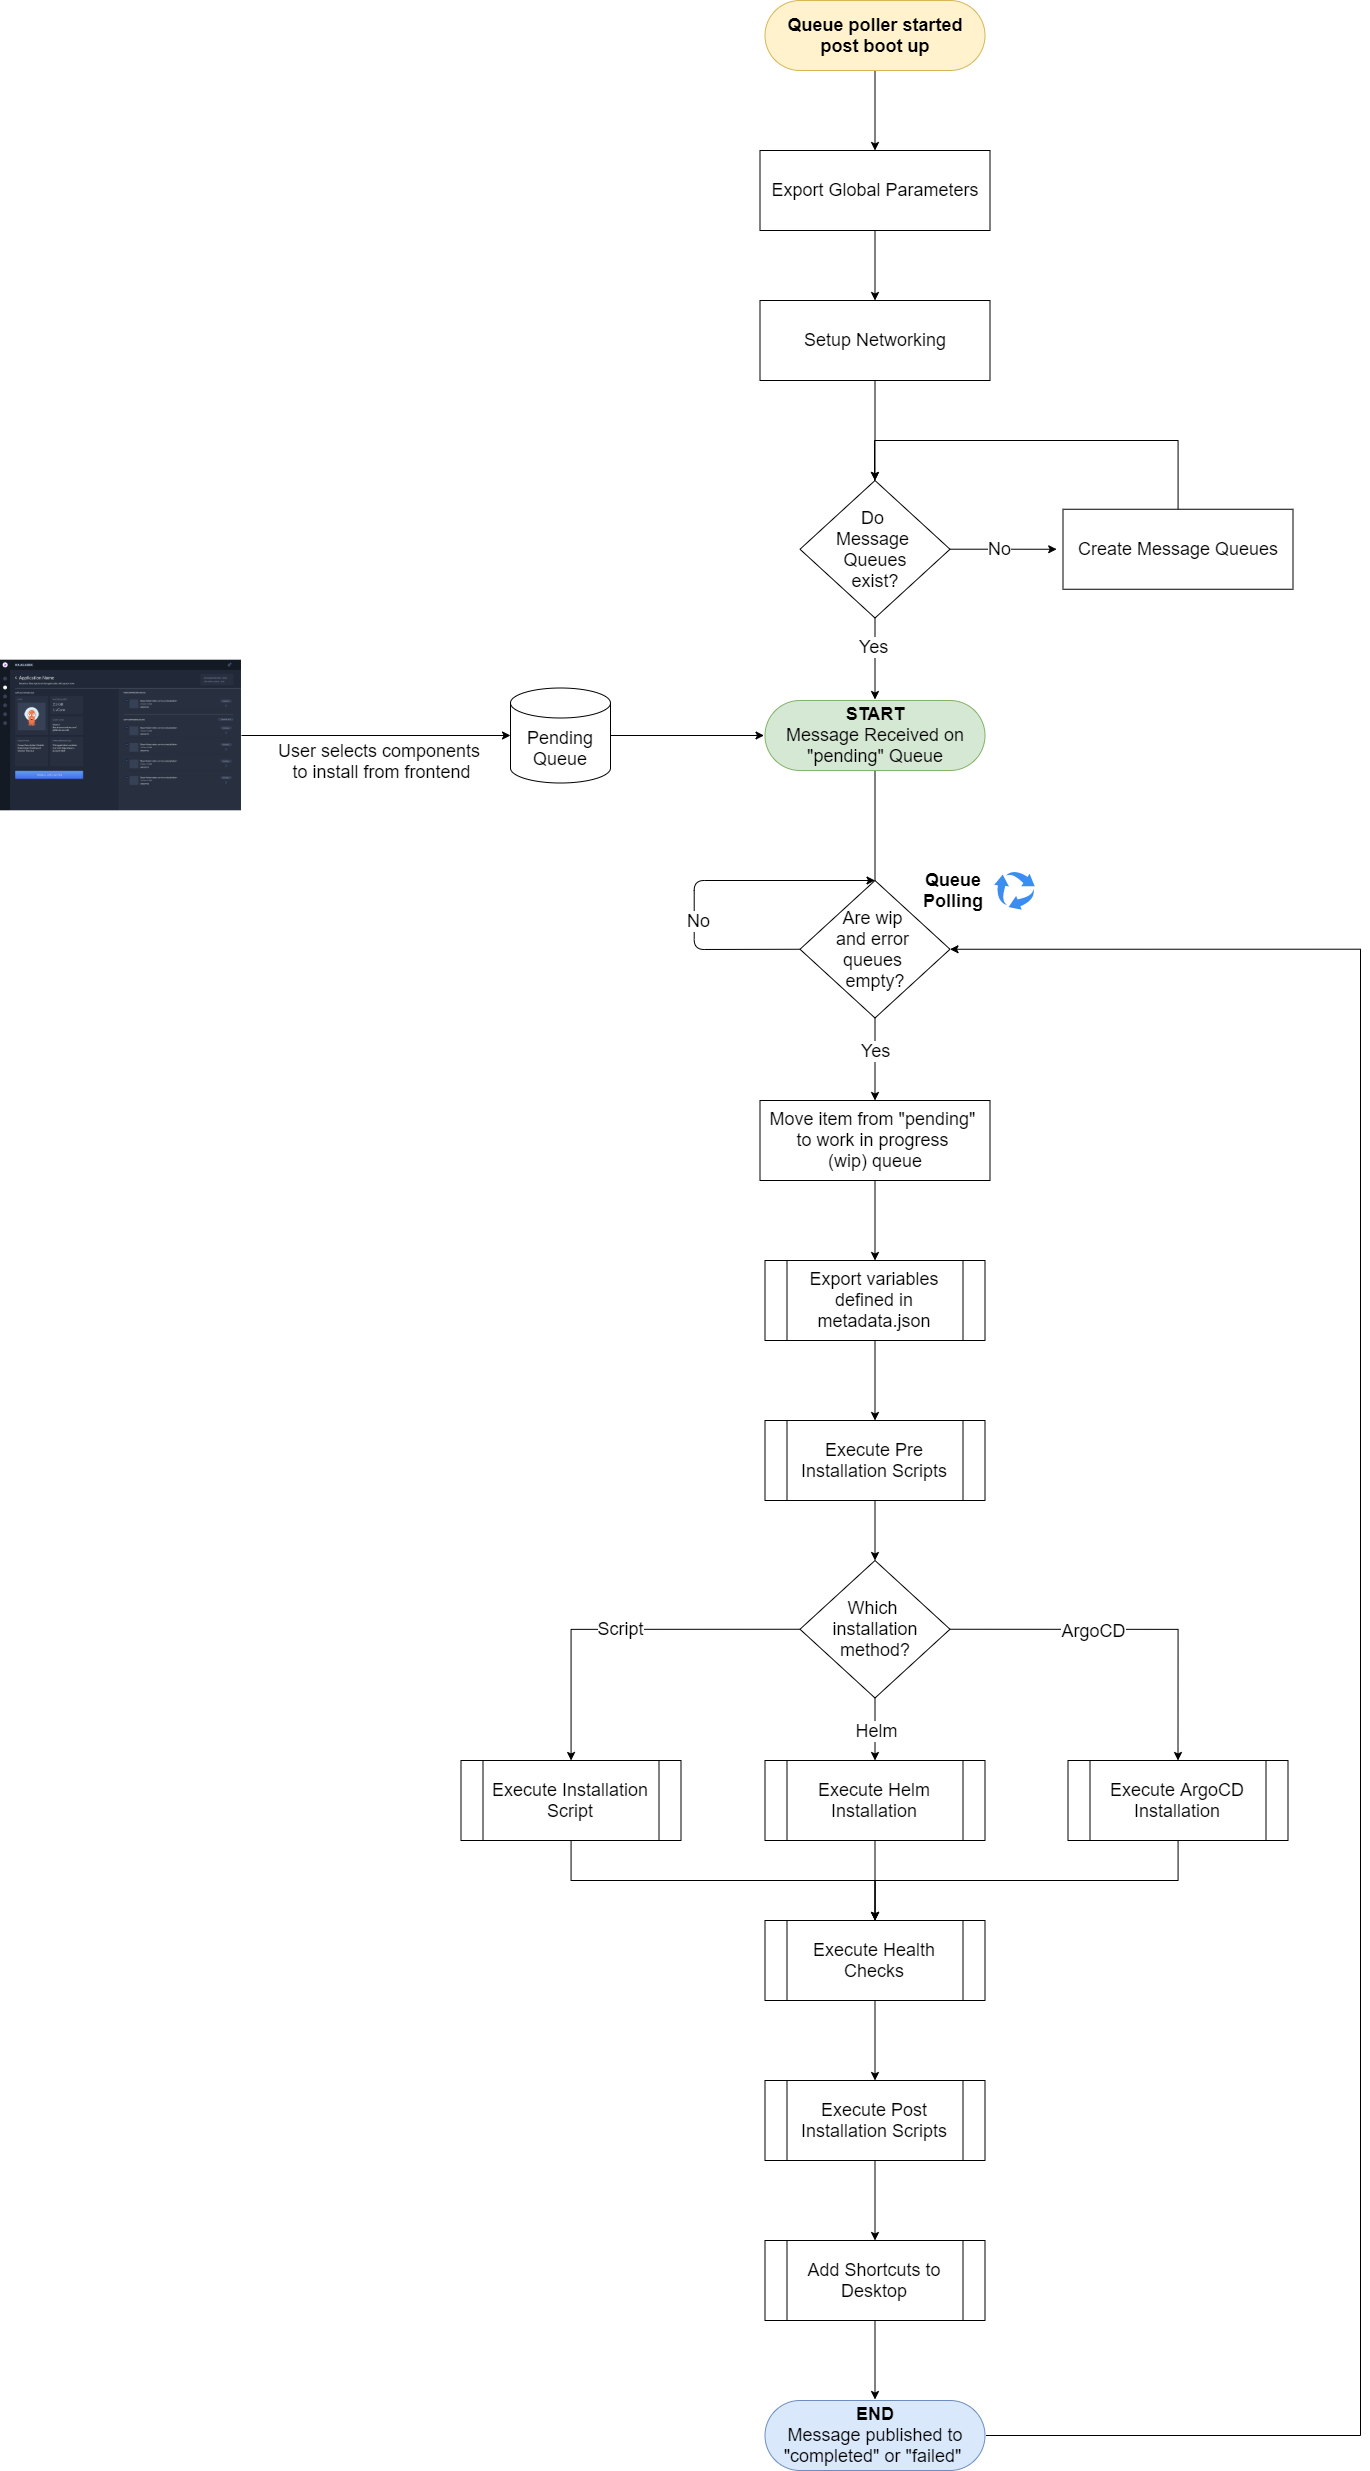 Queue poller started
post boot up
Export Global Parameters
Setup Networking
Do
Message
Queues
exist?
No
Create Message Queues
Yes
Application Name
User selects components
to install from frontend
Pending
Queue
START
Message Received on
"pending" Queue
Queue
Polling
No
Are wip
and error
queues
empty?
Yes
Move item from "pending"
to work in progress
(wip) queue
Export variables
defined in
metadata.json
Execute Pre
Installation Scripts
Which
installation
method?
Script
ArgoCD
Helm
Execute Installation
Script
Execute Helm
Installation
Execute ArgoCD
Installation
Execute Health
Checks
Execute Post
Installation Scripts
Add Shortcuts to
Desktop
END
Message published to
"completed" or "failed"